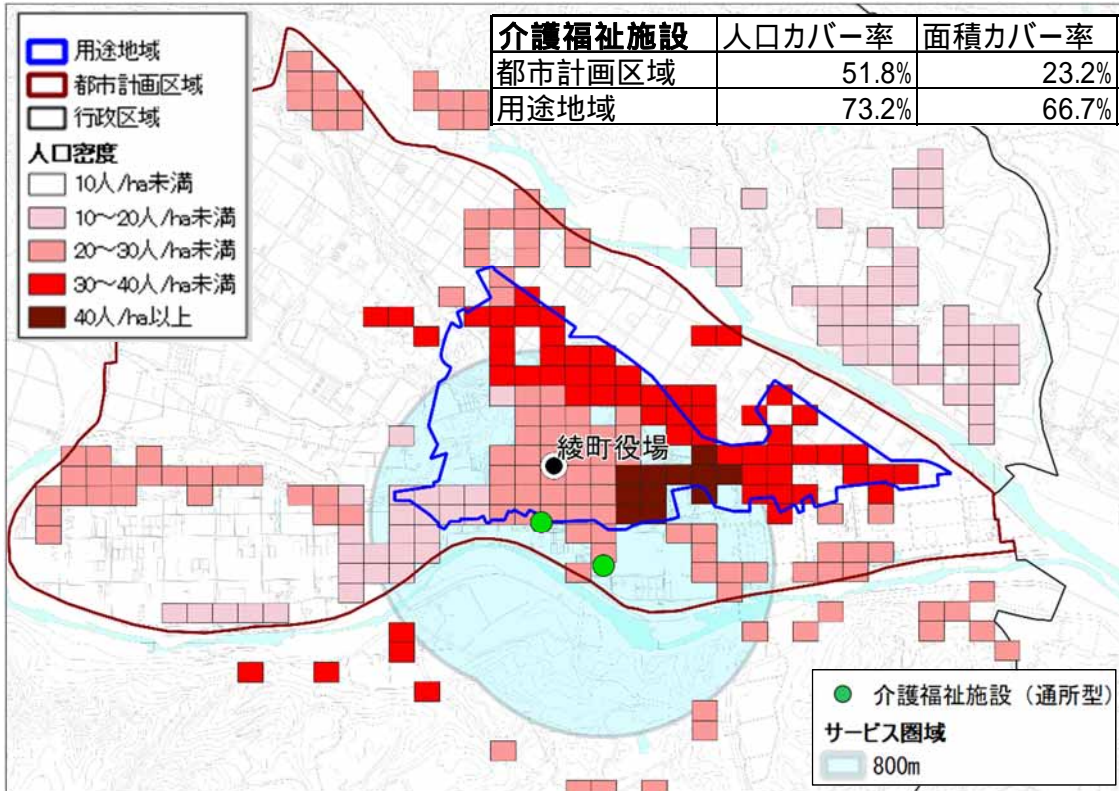 用途地域
都市計画区域
行政区域
人口密度
10人/ha未満
10～20人/ha未満
20～30人/ha未満
30～40人/ha未満
40人/ha以上
介護福祉施設 人口カバー率 面積カバー率
都市計画区域 51.8% 23.2%
用途地域 73.2% 66.7%
綾町役場
介護福祉施設（通所型）
サービス圏域
800m